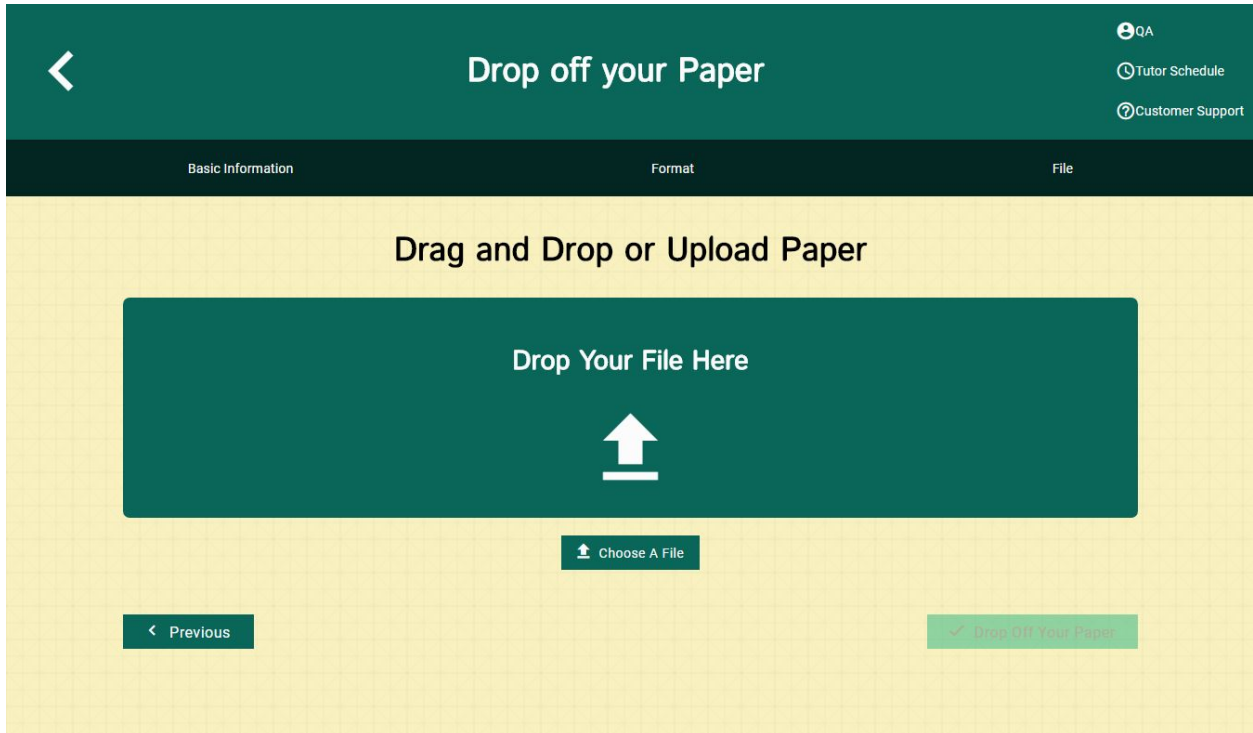 Drop off your Paper
QA
Tutor Schedule
Customer Support
Basic Information
Format
File
Drag and Drop or Upload Paper
Drop Your File Here
Choose A File
Previous
Drop Off Your Paper